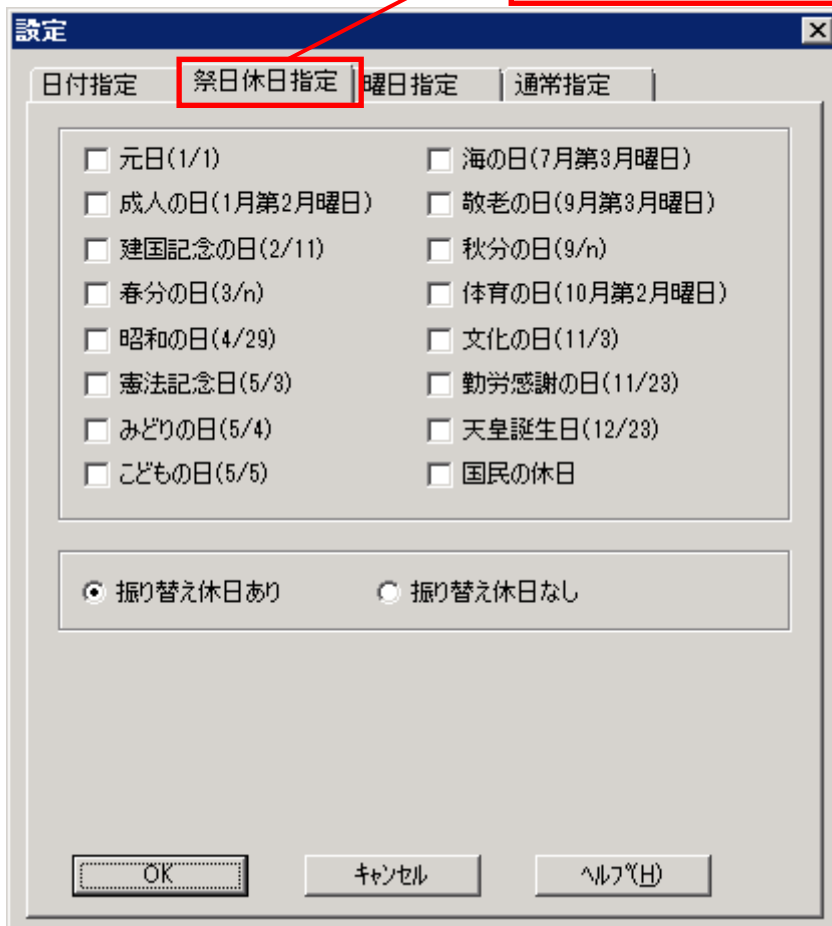 設定
日付指定 祭日休日指定 曜日指定 通常指定
元日(1/1) 海の日(7月第3月曜日)
成人の日(1月第2月曜日) 敬老の日(9月第3月曜日)
建国記念の日(2/11) 秋分の日(9/n)
春分の日(3/n) 体育の日(10月第2月曜日)
昭和の日(4/29) 文化の日(11/3)
憲法記念日(5/3) 勤労感謝の日(11/23)
みどりの日(5/4) 天皇誕生日(12/23)
こどもの日(5/5) 国民の休日
振り替え休日あり 振り替え休日なし
OK キャンセル ヘルプ(H)